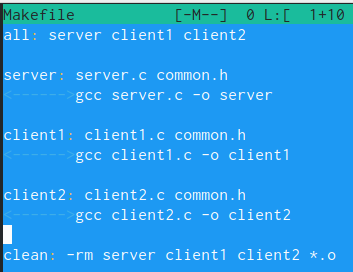 Makefile [-M--] 0 L:[ 1+10
all: server client1 client2
server: server.c common.h
<------>gcc server.c -o server
client1: client1.c common.h
<------>gcc client1.c -o client1
client2: client2.c common.h
<------>gcc client2.c -o client2
clean: -rm server client1 client2 *.o